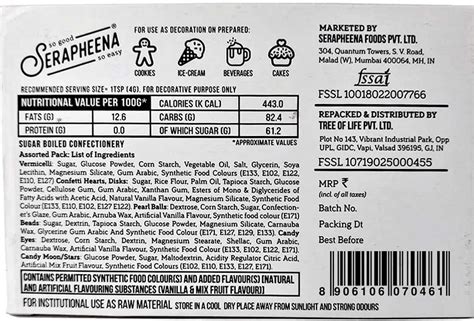 so good
SERAPHEENA®
so easy
FOR USE AS DECORATION ON PREPARED:
COOKIES
ICE-CREAM
BEVERAGES
CAKES
RECOMMENDED SERVING SIZE= 1TSP (4G). FOR DECORATIVE PURPOSE ONLY
NUTRITIONAL VALUE PER 100G* CALORIES (K CAL) 443.0
FATS (G) 12.6 CARBS (G) 82.4
PROTEIN (G) 0.0 OF WHICH SUGAR (G) 61.2
SUGAR BOILED CONFECTIONERY *APPROXIMATE VALUES
Assorted Pack: List of Ingredients
Vermicelli: Sugar, Glucose Powder, Corn Starch, Vegetable Oil, Salt, Glycerin, Soya
Lecithin, Magnesium Silicate, Gum Arabic, Synthetic Food Colours (E133, E102, E122,
E127) Confetti Hearts, Disks: Sugar, Rice Flour, Palm Oil, Tapioca Starch, Glucose
Powder, Cellulose Gum, Gum Arabic, Xanthan Gum, Esters of Mono & Diglycerides of
Fatty Acids with Acetic Acid, Natural Vanilla Flavour, Magnesium Silicate, Synthetic Food
Colour(E133, E110, E102, E127 E122) Pearl Balls: Dextrose, Corn Starch, Sugar, Confectioner's Glaze, Gum Arabic, Carnauba Wax, Artificial Vanilla Flavour, Synthetic food colour(E171)
Beads: Sugar, Dextrin, Tapioca Starch, Glucose Powder, Magnesium Silicate, Carnauba
Wax, Artificial Vanilla Flavouring, Synthetic food colour(E133, E122, E102, E171) Candy
Eyes: Dextrose, Corn Starch, Dextrin, Magnesium Stearate, Shellac, Gum Arabic,
Carnauba Wax, Artificial Vanilla Flavouring, Synthetic food Colours (E171)
Candy Moon/Stars: Glucose Powder, Sugar, Maltodextrin, Acidity Regulator Citric Acid,
Artificial Mix Fruit Flavour, Synthetic Food Colours (E102, E110, E133, E127, E171)
CONTAINS PERMITTED SYNTHETIC FOOD COLOUR(S) AND ADDED FLAVOUR(S) (NATURAL
AND ARTIFICIAL FLAVOURING SUBSTANCES (VANILLA & MIX FRUIT FLAVOUR))
FOR INSTITUTIONAL USE AS RAW MATERIAL STORE IN A COOL DRY PLACE AWAY FROM SUNLIGHT AND STRONG ODOURS
MARKETED BY
SERAPHEENA FOODS PVT. LTD.
304, Quantum Towers, S. V. Road,
Malad (W), Mumbai 400064, MH, IN
fssai
FSSL 10018022007766
REPACKED & DISTRIBUTED BY
TREE OF LIFE PVT. LTD.
Plot No 143, Vibrant Industrial Park, Opp
UPL, GIDC, Vapi, Valsad 396195, GJ, IN
FSSL 10719025000455
MRP ₹
(incl. of all taxes)
Batch No.
Packing Dt
Best Before
8 906106 070461